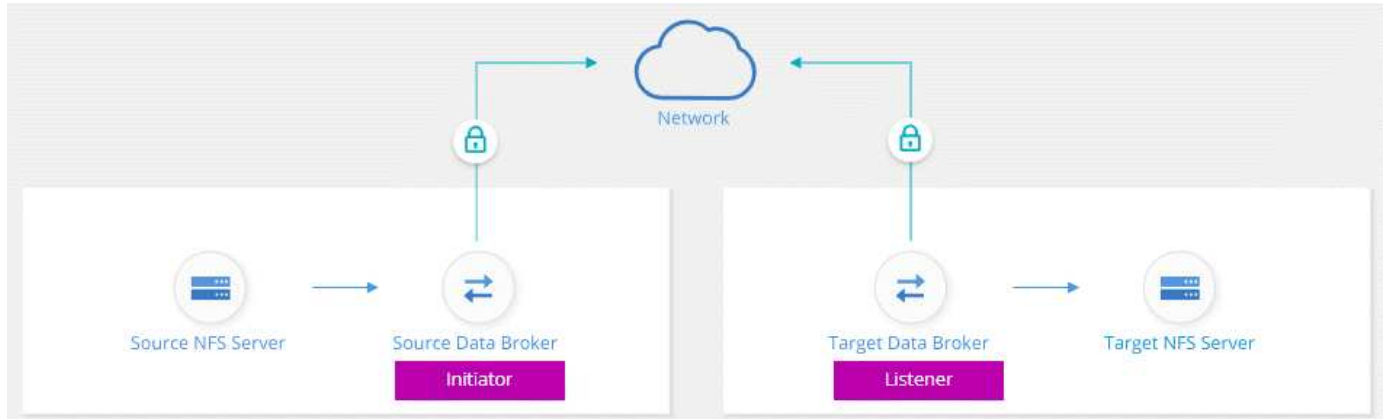 Network
Source NFS Server
Source Data Broker
Target Data Broker
Target NFS Server
Initiator
Listener